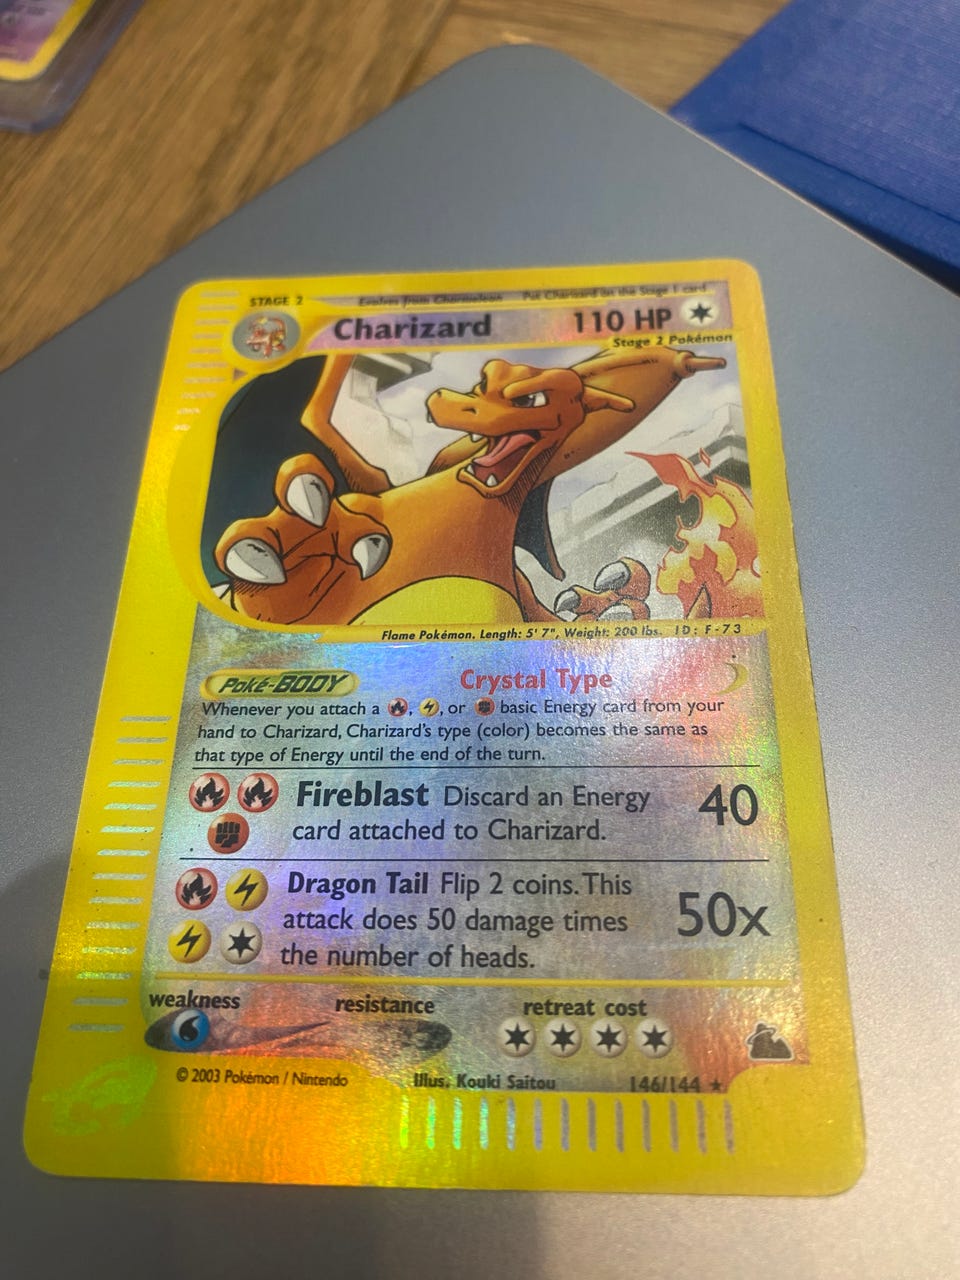 STAGE 2 Evolves from Charmeleon Put Charizard on the Stage 1 card
Charizard 110 HP
Stage 2 Pokémon
Flame Pokémon. Length: 5' 7", Weight: 200 lbs. ID: F-73
Poké-BODY Crystal Type
Whenever you attach a , , or basic Energy card from your
hand to Charizard, Charizard's type (color) becomes the same as
that type of Energy until the end of the turn.
Fireblast Discard an Energy 40
card attached to Charizard.
Dragon Tail Flip 2 coins. This
attack does 50 damage times 50x
the number of heads.
weakness resistance retreat cost
© 2003 Pokémon / Nintendo Illus. Kouki Saitou 146/144 ★